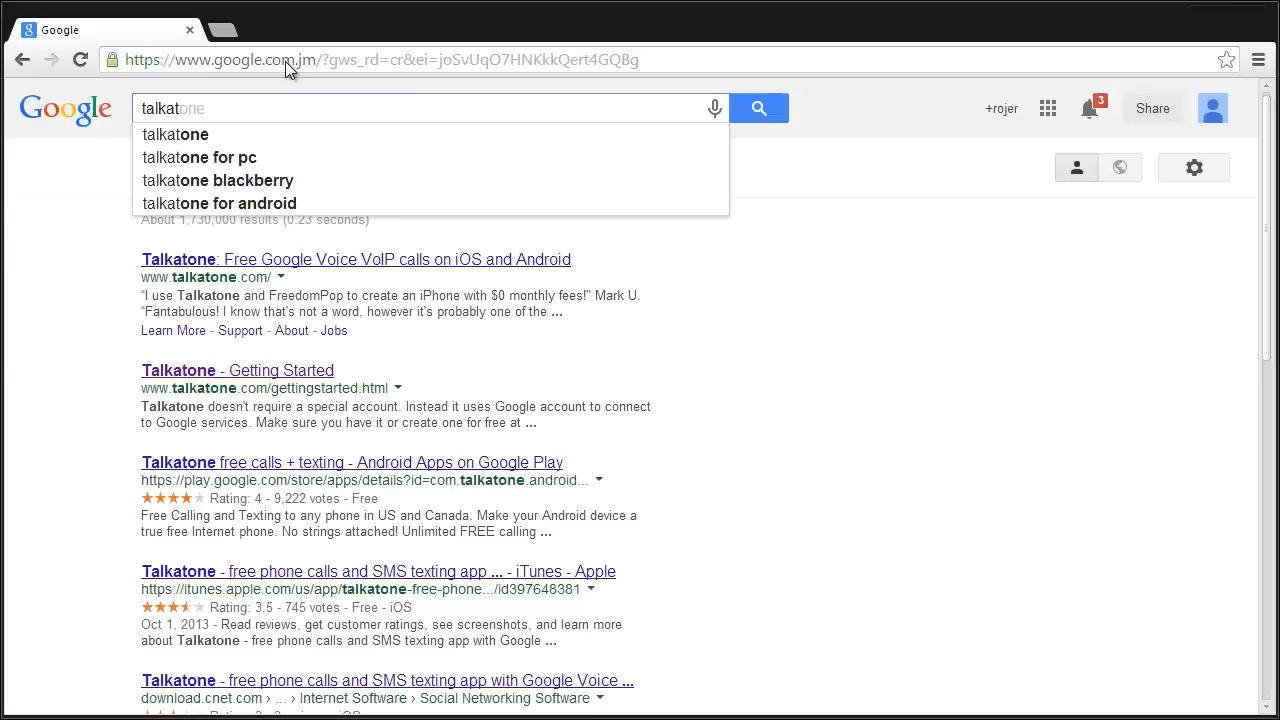 Google
https://www.google.com.jm/?gws_rd=cr&ei=joSvUqO7HNKkkQert4GQBg
Google
talkatone
+rojer
3
Share
talkatone
talkatone for pc
talkatone blackberry
talkatone for android
About 1,730,000 results (0.23 seconds)
Talkatone: Free Google Voice VoIP calls on iOS and Android
www.talkatone.com/
“I use Talkatone and FreedomPop to create an iPhone with $0 monthly fees!” Mark U.
“Fantabulous! I know that's not a word, however it's probably one of the ...
Learn More - Support - About - Jobs
Talkatone - Getting Started
www.talkatone.com/gettingstarted.html
Talkatone doesn't require a special account. Instead it uses Google account to connect
to Google services. Make sure you have it or create one for free at ...
Talkatone free calls + texting - Android Apps on Google Play
https://play.google.com/store/apps/details?id=com.talkatone.android...
Rating: 4 - 9,222 votes - Free
Free Calling and Texting to any phone in US and Canada. Make your Android device a
true free Internet phone. No strings attached! Unlimited FREE calling ...
Talkatone - free phone calls and SMS texting app ... - iTunes - Apple
https://itunes.apple.com/us/app/talkatone-free-phone.../id397648381
Rating: 3.5 - 745 votes - Free - iOS
Oct 1, 2013 - Read reviews, get customer ratings, see screenshots, and learn more
about Talkatone - free phone calls and SMS texting app with Google ...
Talkatone - free phone calls and SMS texting app with Google Voice ...
download.cnet.com › ... › Internet Software › Social Networking Software